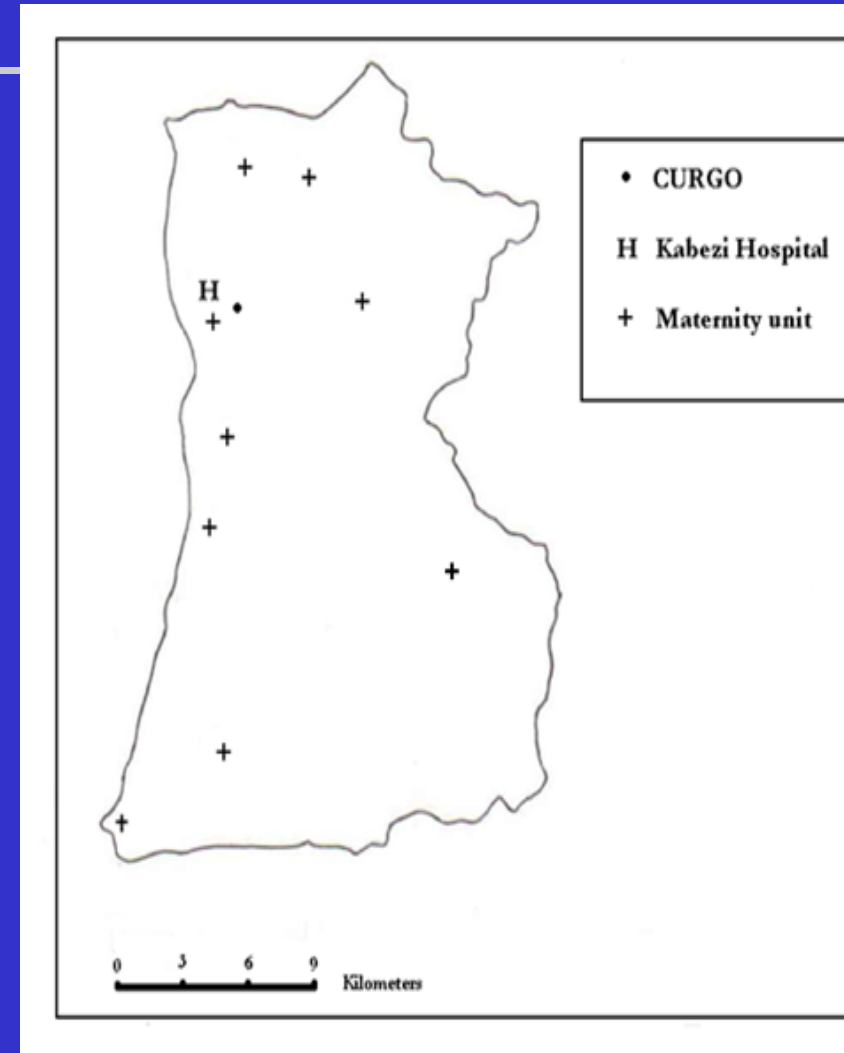 • CURGO
H Kabezi Hospital
+ Maternity unit
H
0 3 6 9
Kilometers